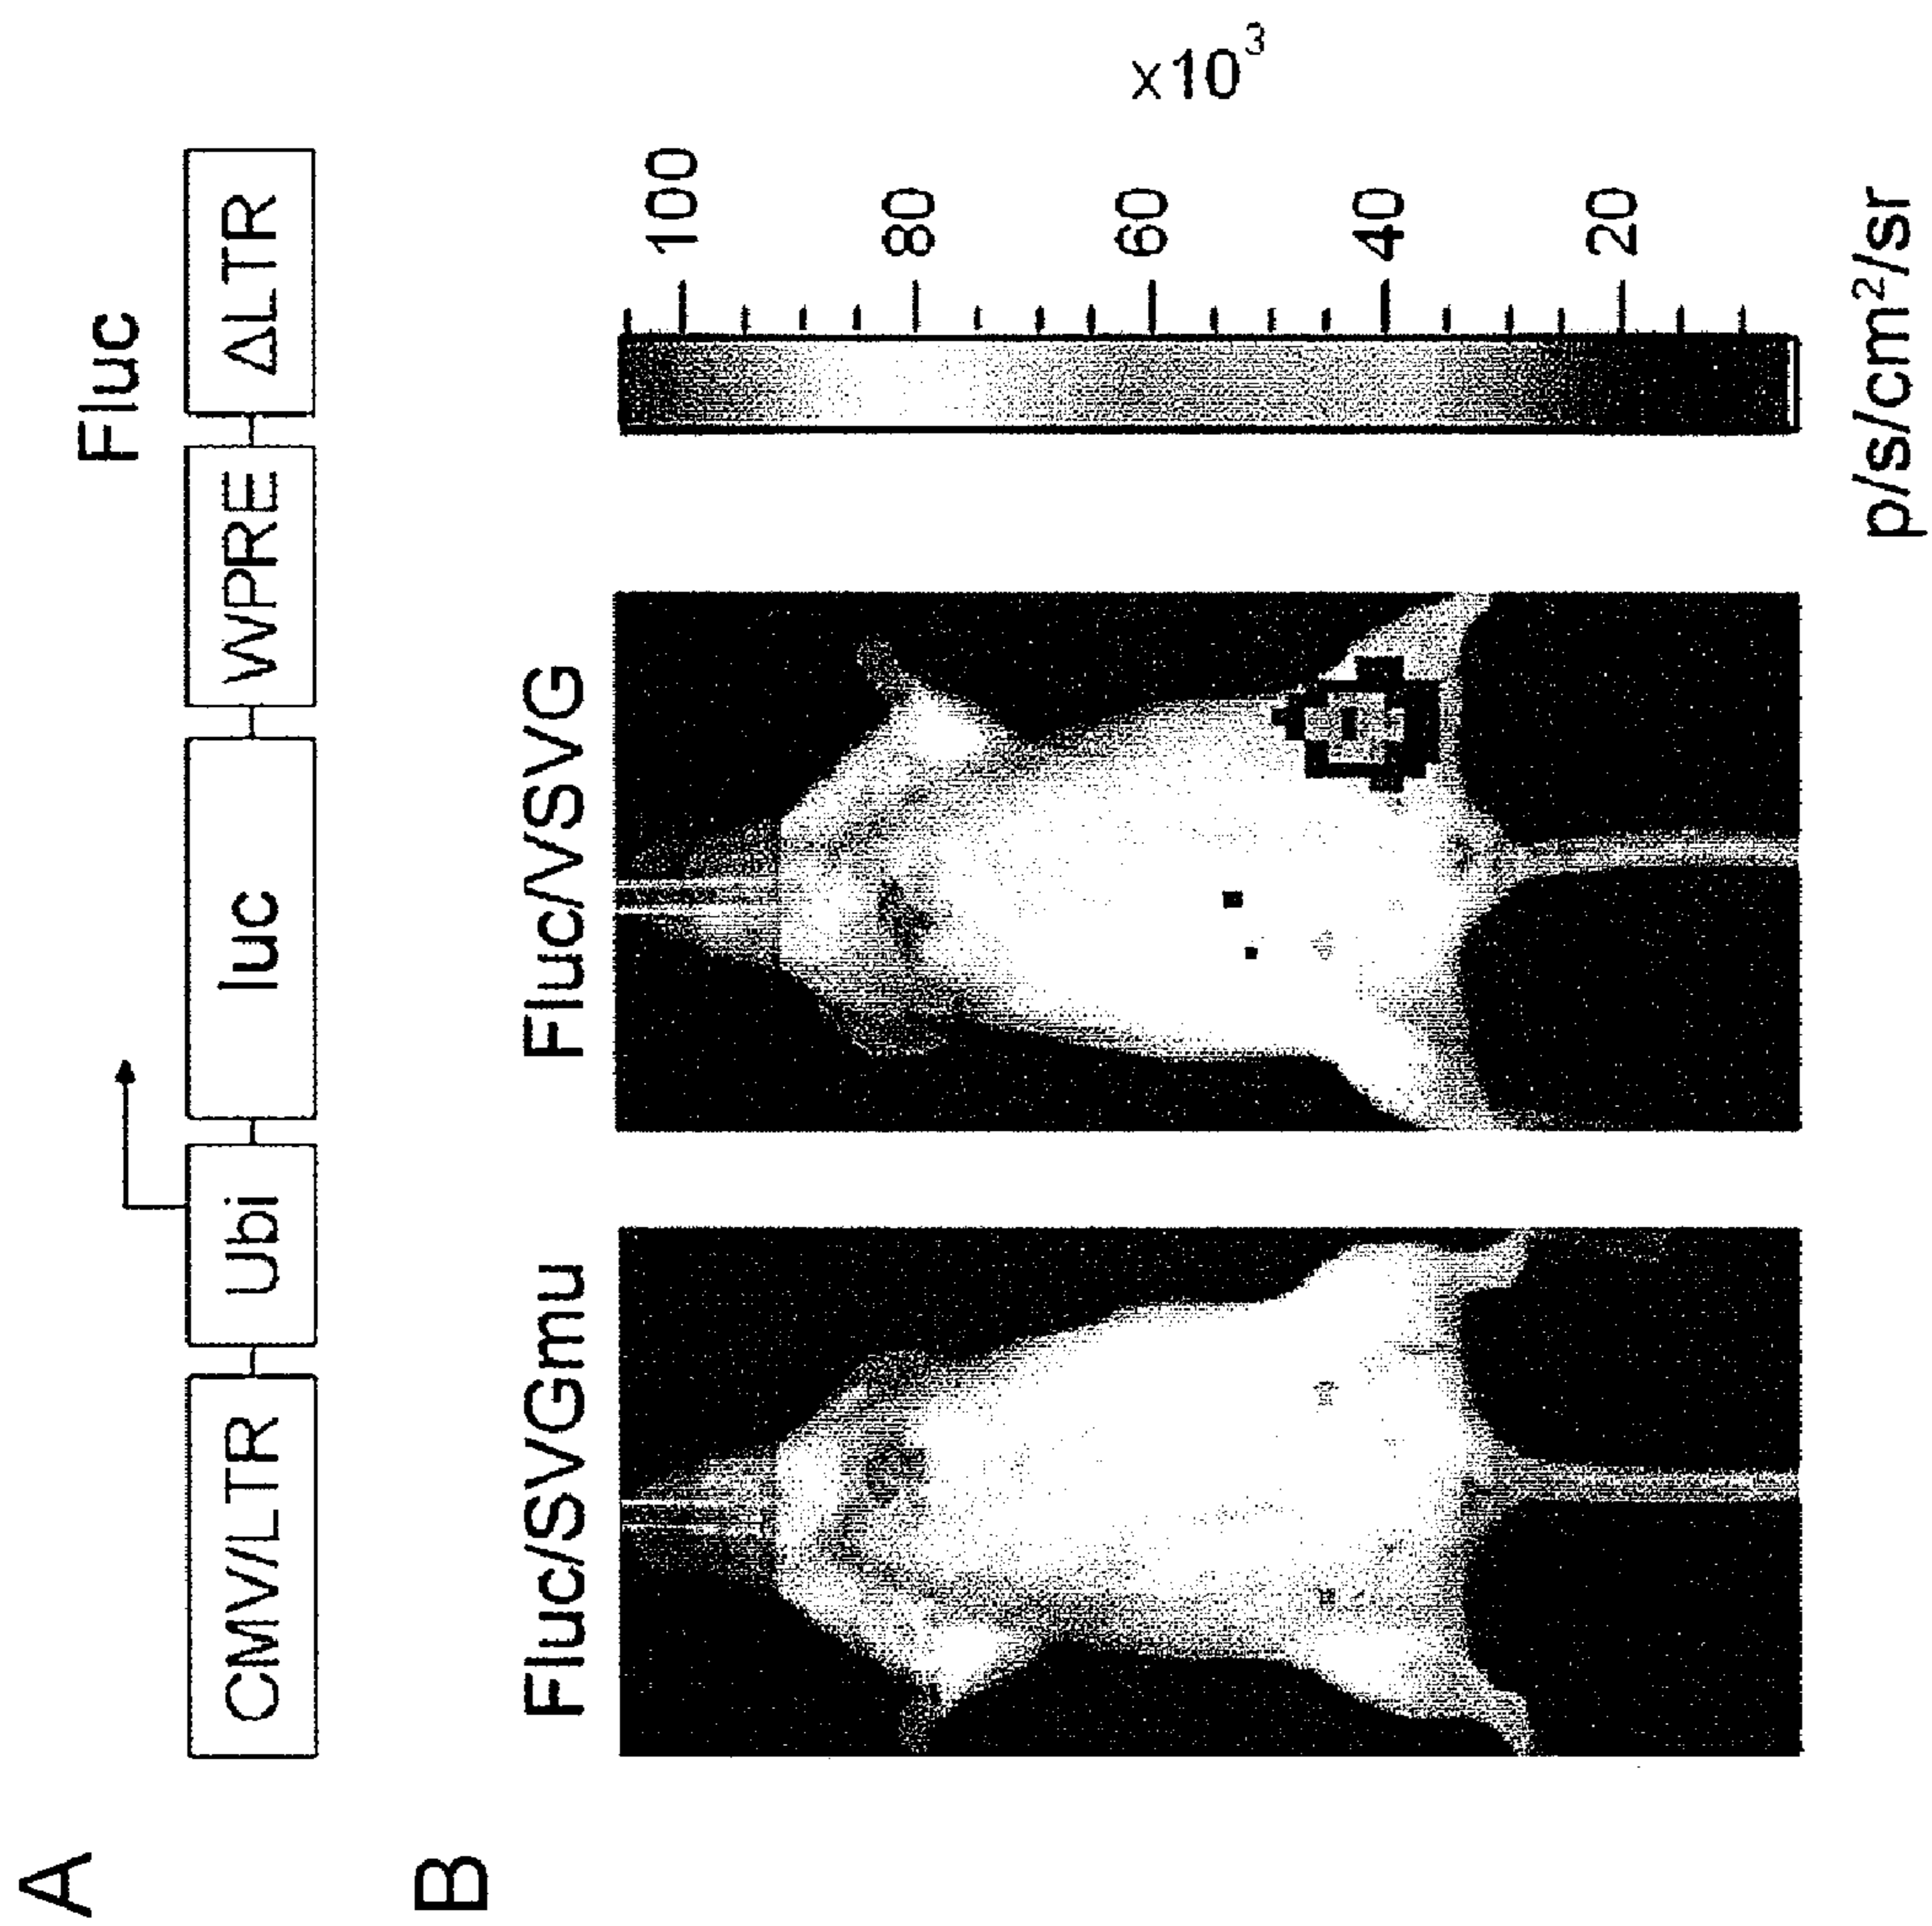 A
Fluc
CMV/LTR Ubi luc WPRE ΔLTR
B
Fluc/SVGmu Fluc/VSVG
x10³
100
80
60
40
20
p/s/cm²/sr